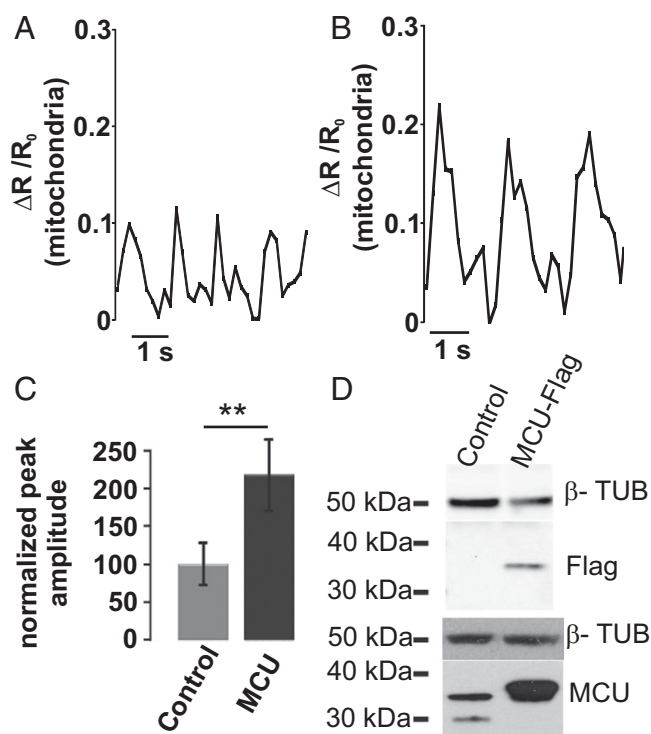 A
0.3
0.2
0.1
0
ΔR /R₀
(mitochondria)
1 s
B
0.3
0.2
0.1
0
ΔR /R₀
(mitochondria)
1 s
C
**
normalized peak
amplitude
250
200
150
100
50
0
Control
MCU
D
Control
MCU-Flag
50 kDa
β- TUB
40 kDa
Flag
30 kDa
50 kDa
β- TUB
40 kDa
MCU
30 kDa